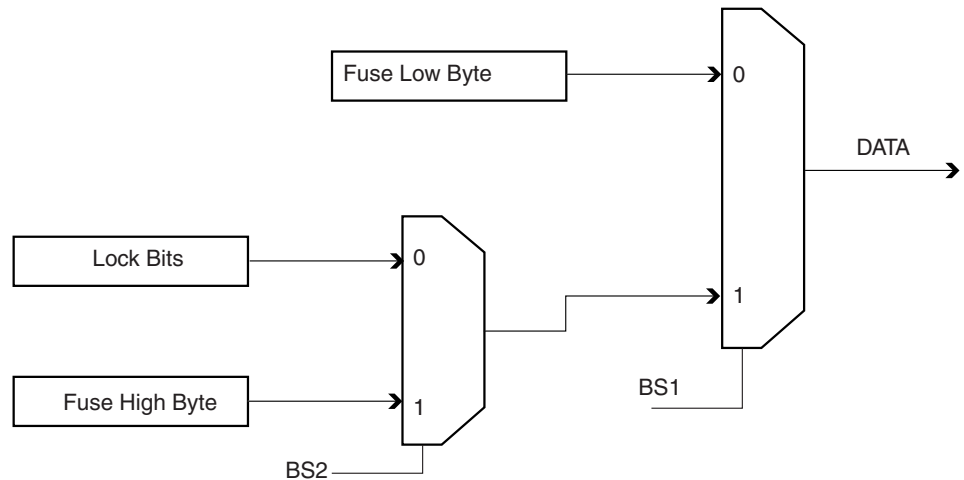 Fuse Low Byte
0
DATA
Lock Bits
0
1
BS1
Fuse High Byte
1
BS2